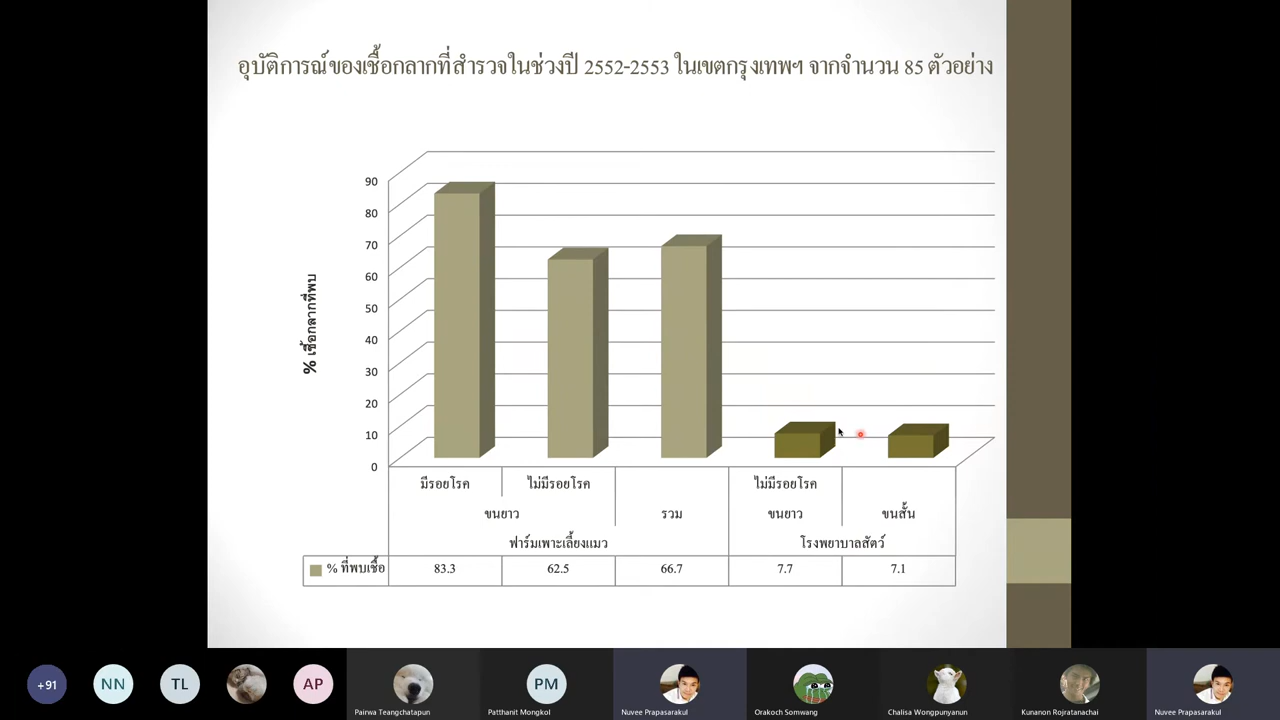 อุบัติการณ์ของเชื้อกลากที่สำรวจในช่วงปี 2552-2553 ในเขตกรุงเทพฯ จากจำนวน 85 ตัวอย่าง
% เชื้อกลากที่พบ
90
80
70
60
50
40
30
20
10
0
มีรอยโรค ไม่มีรอยโรค ไม่มีรอยโรค
ขนยาว รวม ขนยาว ขนสั้น
ฟาร์มเพาะเลี้ยงแมว โรงพยาบาลสัตว์
% ที่พบเชื้อ 83.3 62.5 66.7 7.7 7.1
+91 NN TL AP PM
Pairwa Teangchatapun Patthanit Mongkol Nuvee Prapasarakul Orakoch Somwang Chalisa Wongpunyanun Kunanon Rojratanachai Nuvee Prapasarakul